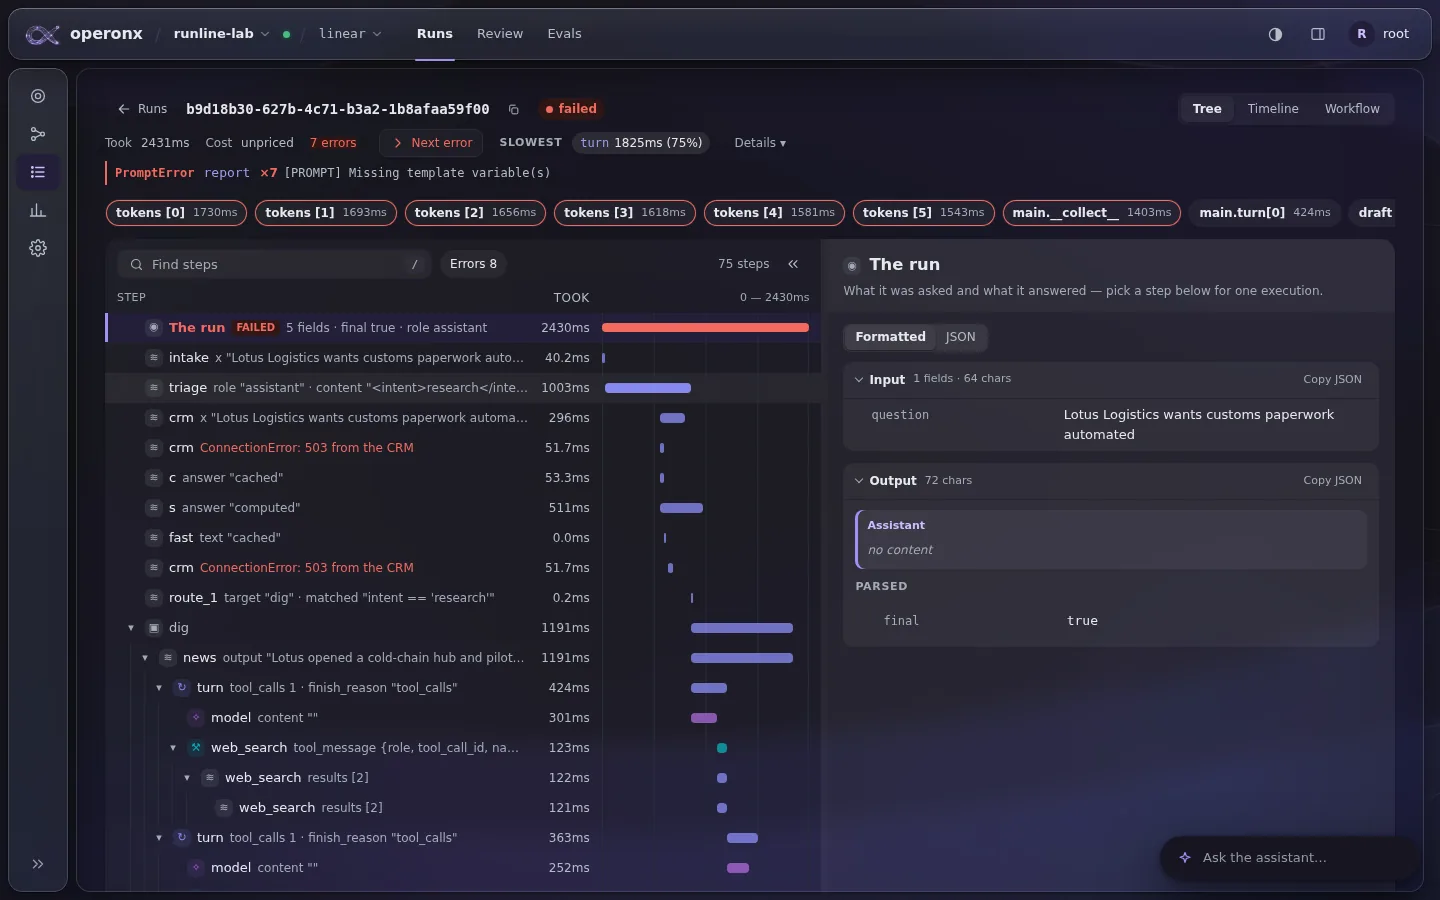 operonx / runline-lab / linear Runs Review Evals R root
Runs b9d18b30-627b-4c71-b3a2-1b8afaa59f00 failed Tree Timeline Workflow
Took 2431ms Cost unpriced 7 errors Next error SLOWEST turn 1825ms (75%) Details ▾
PromptError report ×7 [PROMPT] Missing template variable(s)
tokens [0] 1730ms tokens [1] 1693ms tokens [2] 1656ms tokens [3] 1618ms tokens [4] 1581ms tokens [5] 1543ms main.__collect__ 1403ms main.turn[0] 424ms draft
Find steps / Errors 8 75 steps
STEP TOOK 0 — 2430ms
The run FAILED 5 fields · final true · role assistant 2430ms
intake x "Lotus Logistics wants customs paperwork auto… 40.2ms
triage role "assistant" · content "<intent>research</inte… 1003ms
crm x "Lotus Logistics wants customs paperwork automa… 296ms
crm ConnectionError: 503 from the CRM 51.7ms
c answer "cached" 53.3ms
s answer "computed" 511ms
fast text "cached" 0.0ms
crm ConnectionError: 503 from the CRM 51.7ms
route_1 target "dig" · matched "intent == 'research'" 0.2ms
dig 1191ms
news output "Lotus opened a cold-chain hub and pilot… 1191ms
turn tool_calls 1 · finish_reason "tool_calls" 424ms
model content "" 301ms
web_search tool_message {role, tool_call_id, na… 123ms
web_search results [2] 122ms
web_search results [2] 121ms
turn tool_calls 1 · finish_reason "tool_calls" 363ms
model content "" 252ms
The run
What it was asked and what it answered — pick a step below for one execution.
Formatted JSON
Input 1 fields · 64 chars Copy JSON
question Lotus Logistics wants customs paperwork
automated
Output 72 chars Copy JSON
Assistant
no content
PARSED
final true
Ask the assistant…